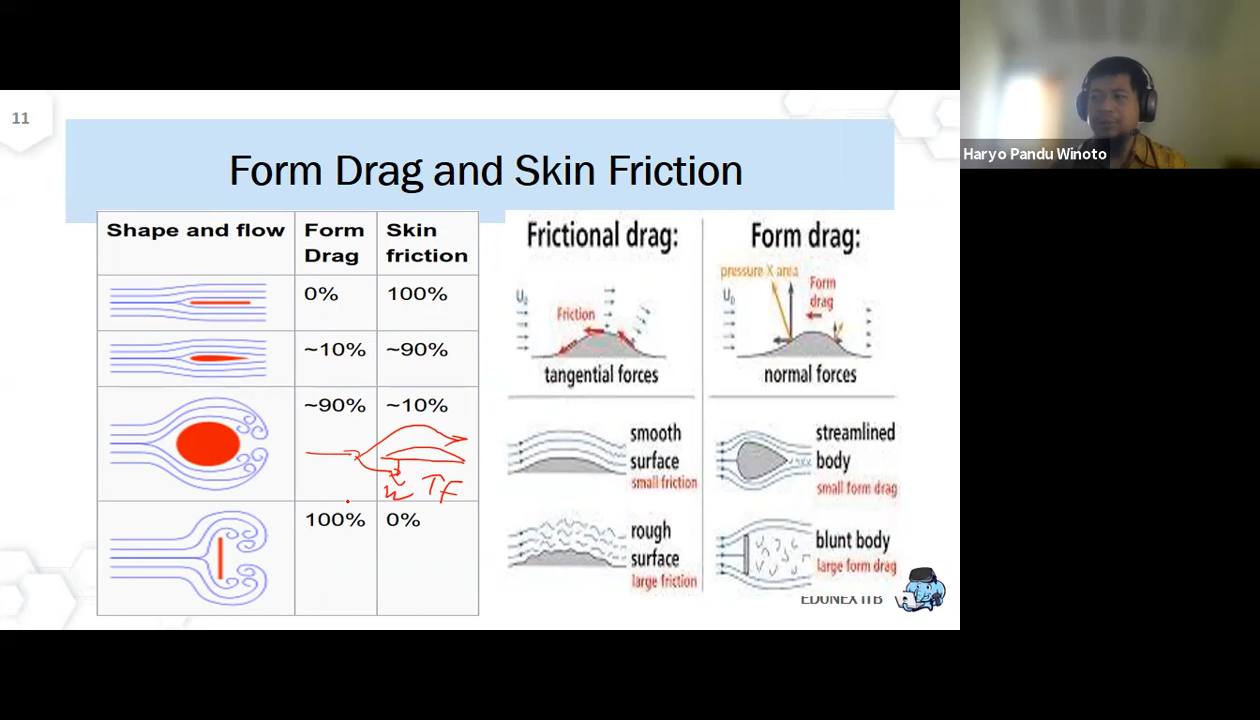 11
Form Drag and Skin Friction
Haryo Pandu Winoto
Shape and flow
Form Drag
Skin friction
0%
100%
~10%
~90%
~90%
~10%
100%
0%
Frictional drag:
U₀
Friction
tangential forces
Form drag:
pressure X area
U₀
Form
drag
normal forces
smooth
surface
small friction
streamlined
body
small form drag
rough
surface
large friction
blunt body
large form drag
EDUNEX ITB